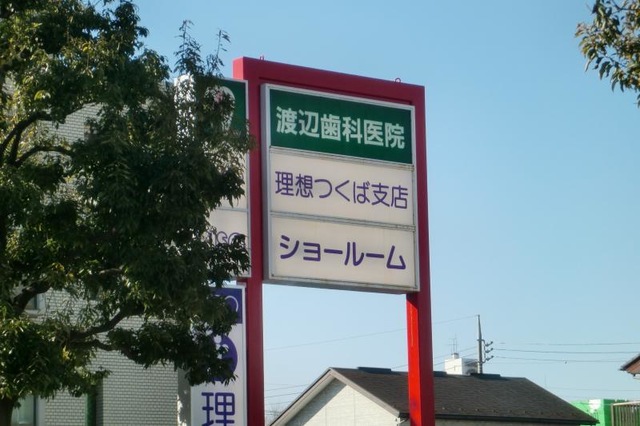 渡辺歯科医院
理想つくば支店
ショールーム
理